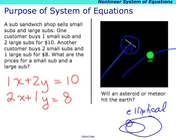 Nonlinear System of Equations
Purpose of System of Equations
A sub sandwich shop sells small
subs and large subs. One
customer buys 1 small sub and
2 large subs for $10. Another
customer buys 2 small subs and
1 large sub for $8. What are the
prices of a small sub and a large
sub?
1x+2y=10
2x+1y=8
Will an asteroid or meteor
hit the earth?
elliptical